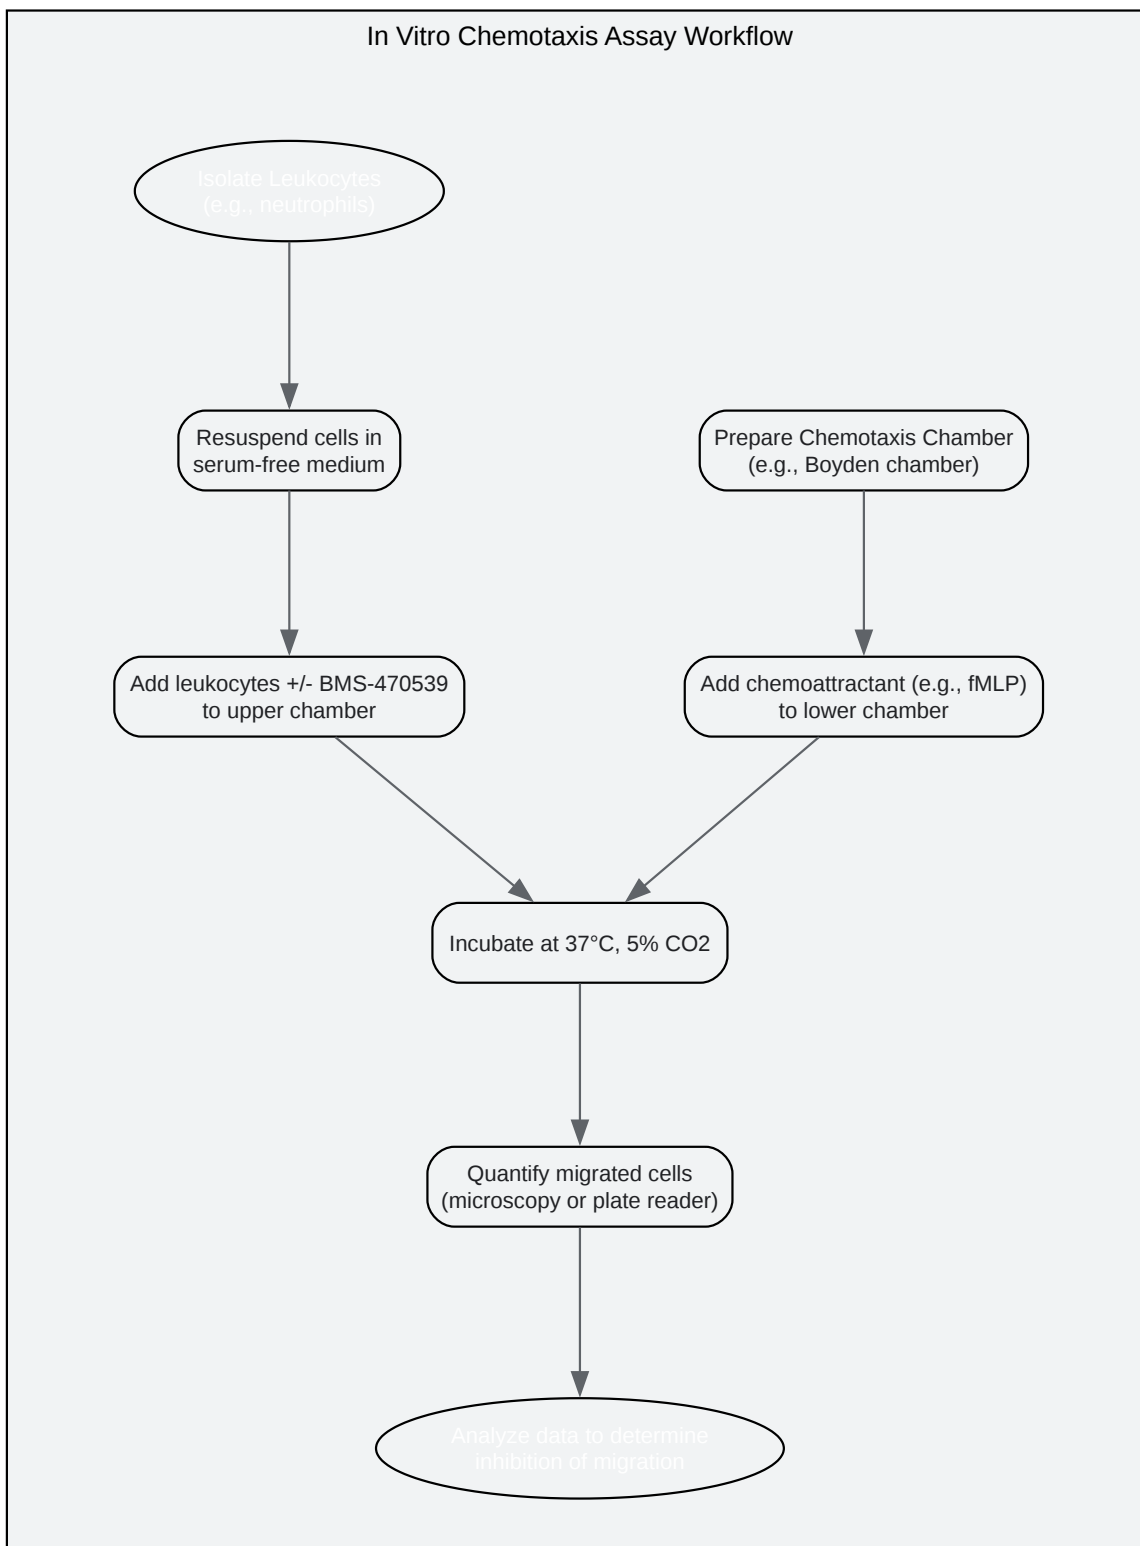 In Vitro Chemotaxis Assay Workflow
Isolate Leukocytes
(e.g., neutrophils)
Resuspend cells in
serum-free medium
Prepare Chemotaxis Chamber
(e.g., Boyden chamber)
Add leukocytes +/- BMS-470539
to upper chamber
Add chemoattractant (e.g., fMLP)
to lower chamber
Incubate at 37°C, 5% CO2
Quantify migrated cells
(microscopy or plate reader)
Analyze data to determine
inhibition of migration